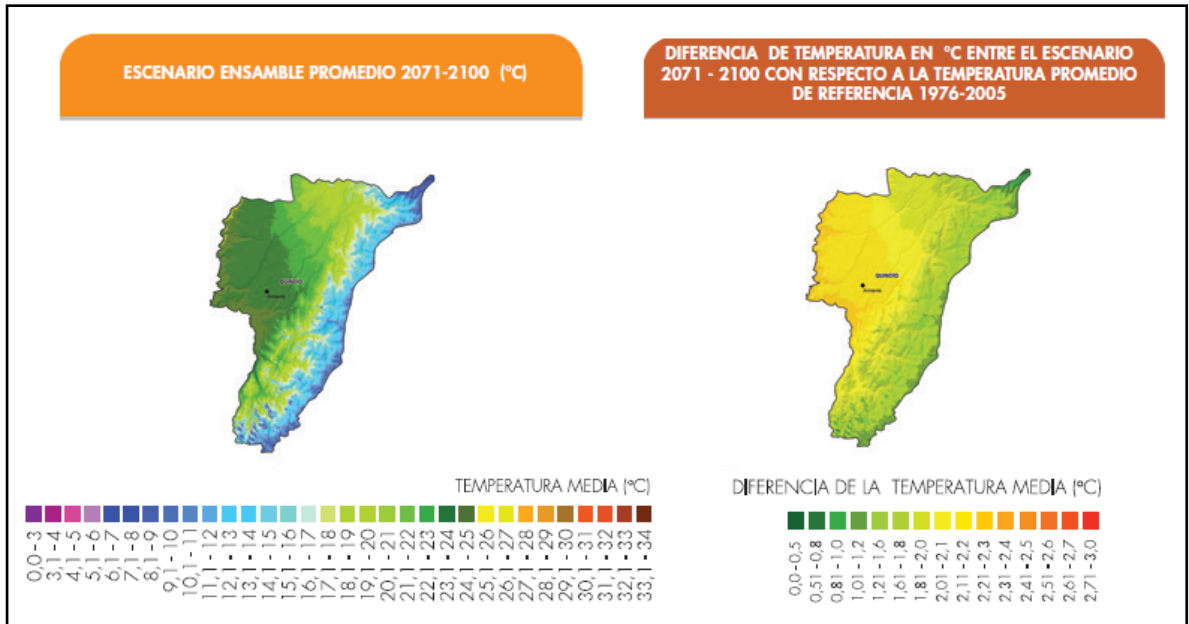 ESCENARIO ENSAMBLE PROMEDIO 2071-2100 (°C)
DIFERENCIA DE TEMPERATURA EN °C ENTRE EL ESCENARIO
2071 - 2100 CON RESPECTO A LA TEMPERATURA PROMEDIO
DE REFERENCIA 1976-2005
QUINDIO
Armenia
QUINDIO
Armenia
TEMPERATURA MEDIA (°C)
0,0 - 3
3,1 - 4
4,1 - 5
5,1 - 6
6,1 - 7
7,1 - 8
8,1 - 9
9,1 - 10
10,1 - 11
11,1 - 12
12,1 - 13
13,1 - 14
14,1 - 15
15,1 - 16
16,1 - 17
17,1 - 18
18,1 - 19
19,1 - 20
20,1 - 21
21,1 - 22
22,1 - 23
23,1 - 24
24,1 - 25
25,1 - 26
26,1 - 27
27,1 - 28
28,1 - 29
29,1 - 30
30,1 - 31
31,1 - 32
32,1 - 33
33,1 - 34
DIFERENCIA DE LA TEMPERATURA MEDIA (°C)
0,0 - 0,5
0,51 - 0,8
0,81 - 1,0
1,01 - 1,2
1,21 - 1,6
1,61 - 1,8
1,81 - 2,0
2,01 - 2,1
2,11 - 2,2
2,21 - 2,3
2,31 - 2,4
2,41 - 2,5
2,51 - 2,6
2,61 - 2,7
2,71 - 3,0